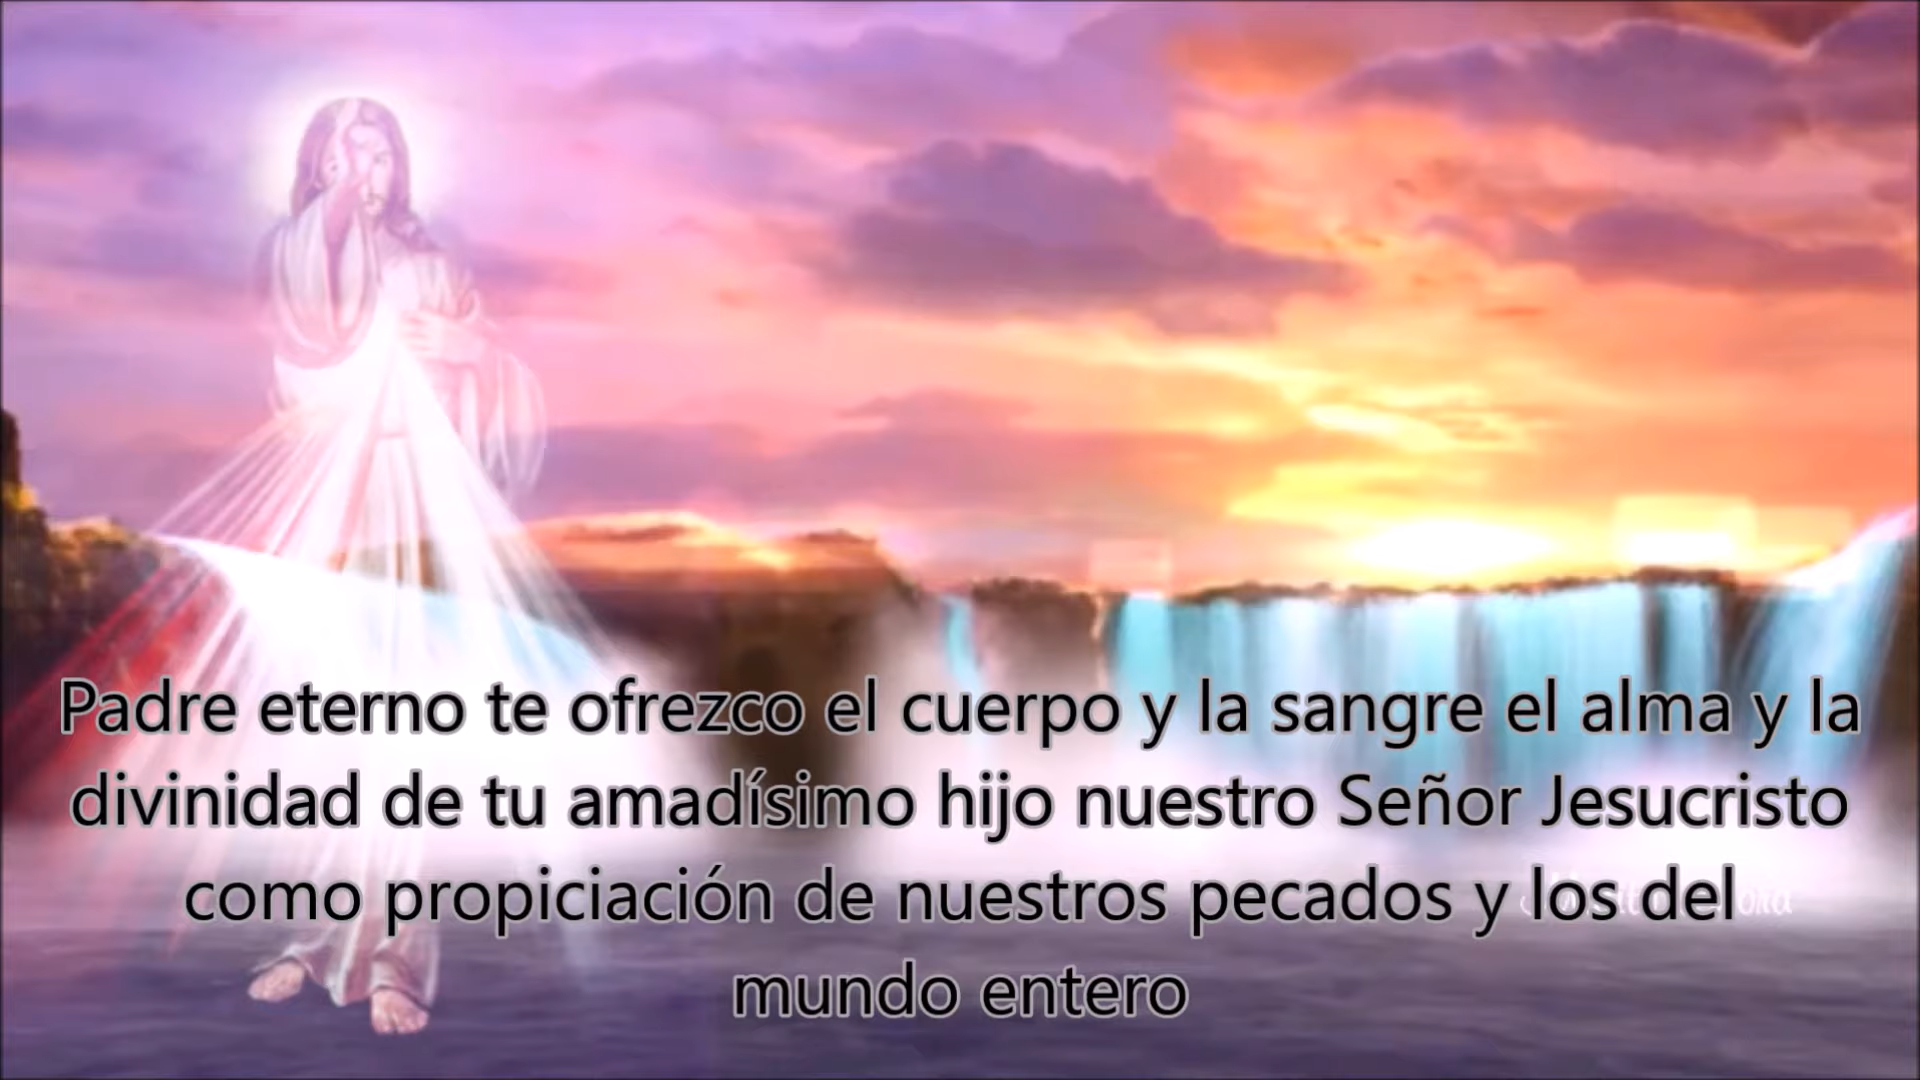 Padre eterno te ofrezco el cuerpo y la sangre el alma y la
divinidad de tu amadísimo hijo nuestro Señor Jesucristo
como propiciación de nuestros pecados y los del
mundo entero